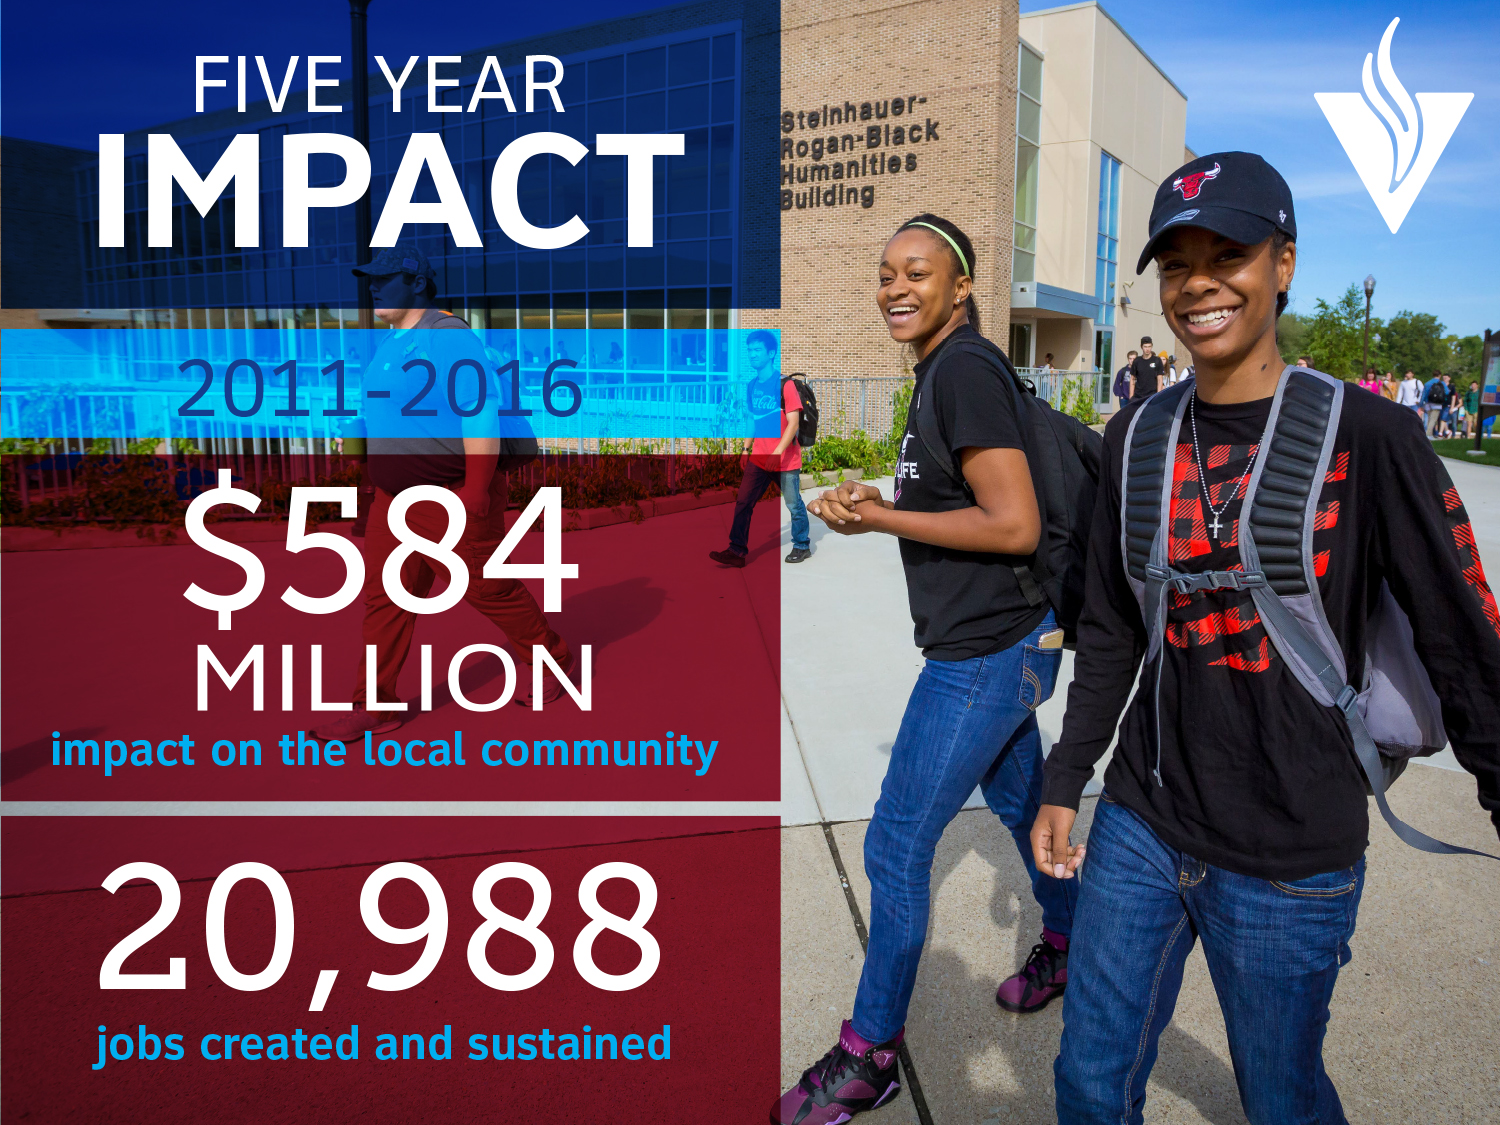 FIVE YEAR
IMPACT
2011-2016
$584
MILLION
impact on the local community
20,988
jobs created and sustained
Steinhauer-
Rogan-Black
Humanities
Building
LIFE